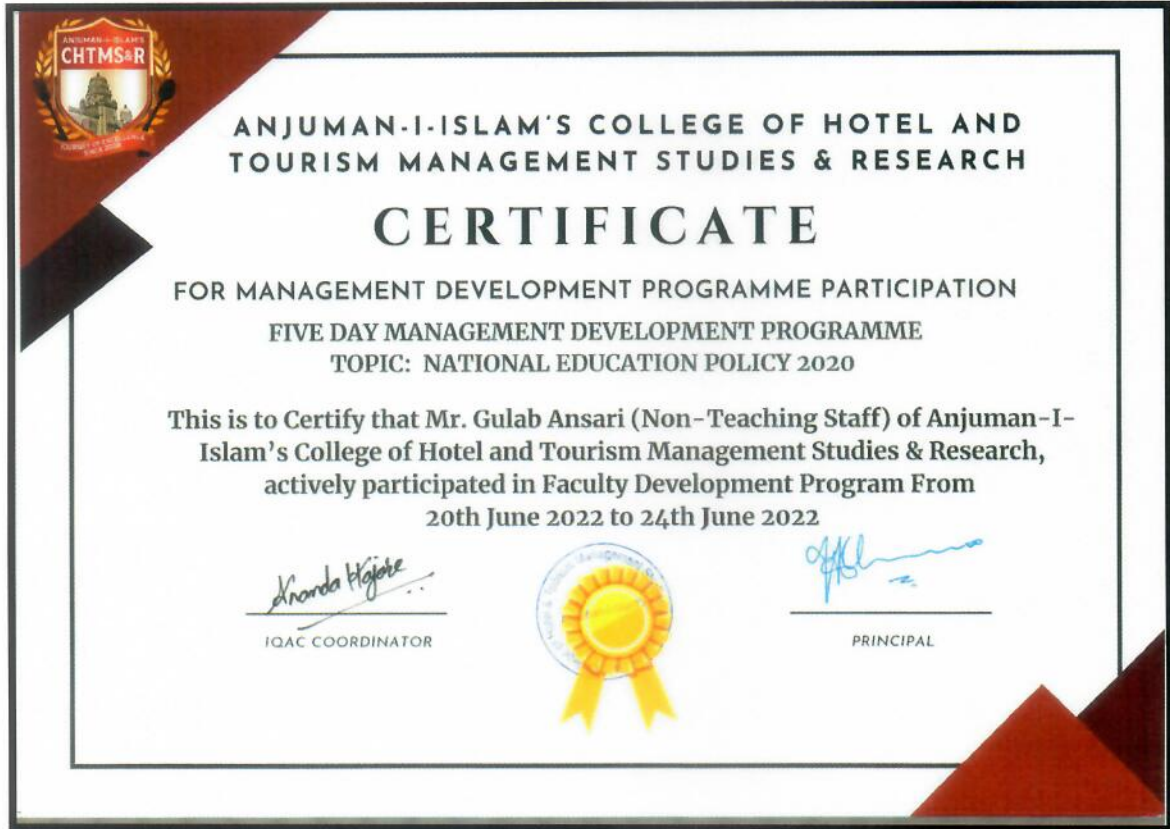 ANJUMAN-I-ISLAM'S
CHTMS&R
ANJUMAN-I-ISLAM'S COLLEGE OF HOTEL AND
TOURISM MANAGEMENT STUDIES & RESEARCH
CERTIFICATE
FOR MANAGEMENT DEVELOPMENT PROGRAMME PARTICIPATION
FIVE DAY MANAGEMENT DEVELOPMENT PROGRAMME
TOPIC: NATIONAL EDUCATION POLICY 2020
This is to Certify that Mr. Gulab Ansari (Non-Teaching Staff) of Anjuman-I-
Islam's College of Hotel and Tourism Management Studies & Research,
actively participated in Faculty Development Program From
20th June 2022 to 24th June 2022
IQAC COORDINATOR
PRINCIPAL